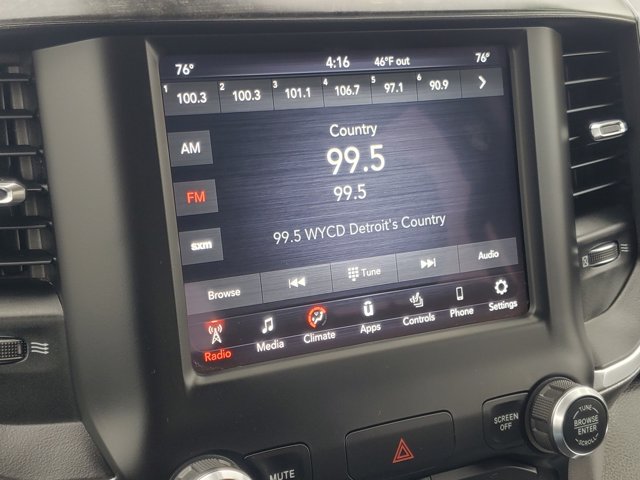 76° 4:16 46°F out 76°
1 100.3 2 100.3 3 101.1 4 106.7 5 97.1 6 90.9
Country
AM
99.5
FM
99.5
99.5 WYCD Detroit's Country
sxm
Browse Tune Audio
Radio Media Climate Apps Controls Phone Settings
MUTE
SCREEN OFF
TUNE
BROWSE
ENTER
SCROLL